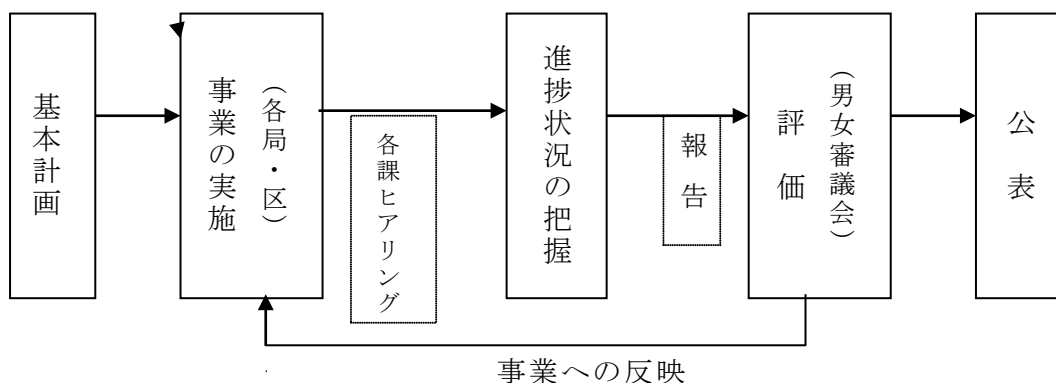 基本計画
事業の実施
（各局・区）
各課ヒアリング
進捗状況の把握
報告
評価
（男女審議会）
公表
事業への反映